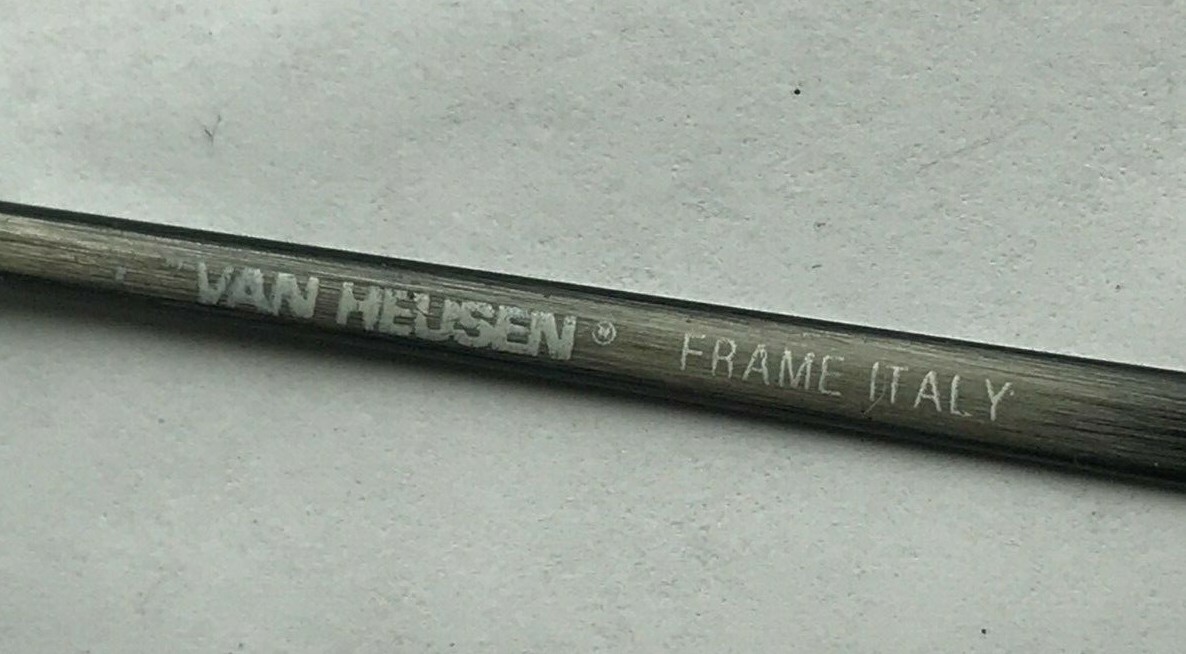 VAN HEUSEN® FRAME ITALY